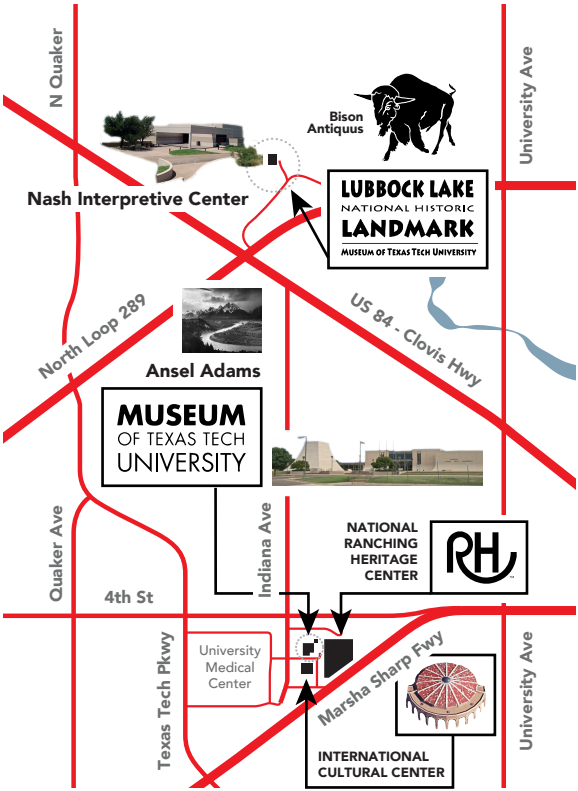 N Quaker
University Ave
Bison
Antiquus
Nash Interpretive Center
LUBBOCK LAKE
NATIONAL HISTORIC
LANDMARK
MUSEUM OF TEXAS TECH UNIVERSITY
North Loop 289
US 84 - Clovis Hwy
Ansel Adams
MUSEUM
OF TEXAS TECH
UNIVERSITY
Quaker Ave
Indiana Ave
NATIONAL
RANCHING
HERITAGE
CENTER
RH
4th St
Texas Tech Pkwy
University
Medical
Center
Marsha Sharp Fwy
University Ave
INTERNATIONAL
CULTURAL CENTER